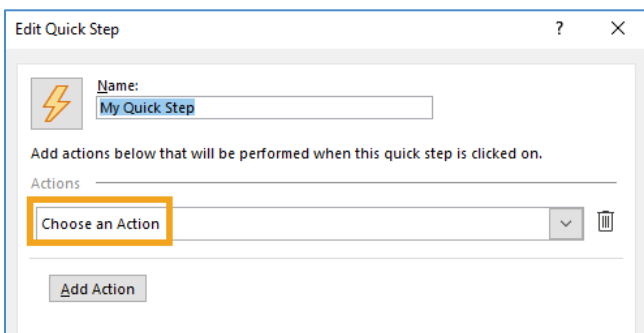 Edit Quick Step
?
Name:
My Quick Step
Add actions below that will be performed when this quick step is clicked on.
Actions
Choose an Action
Add Action